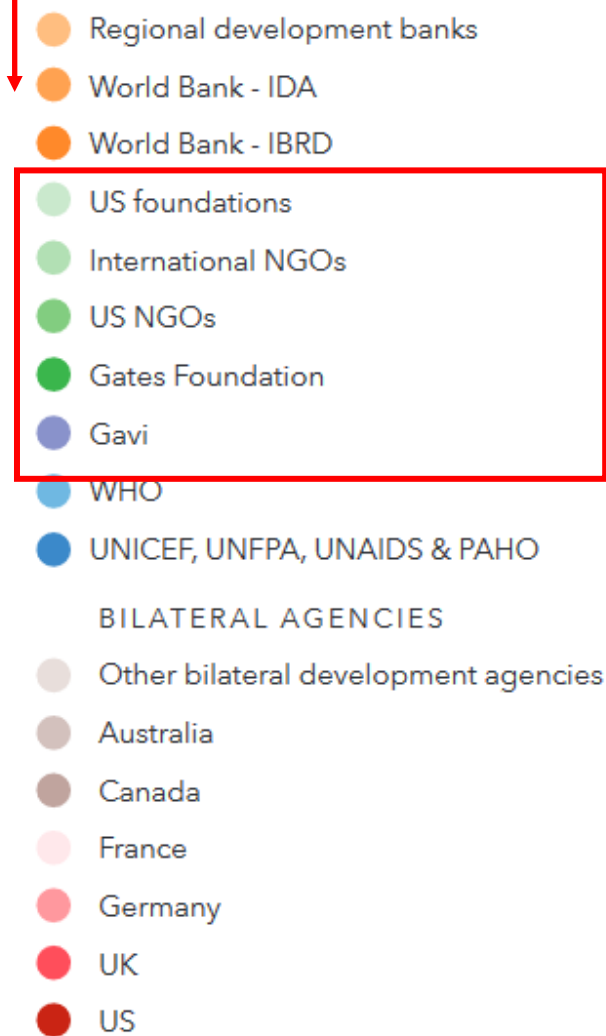 Regional development banks
World Bank - IDA
World Bank - IBRD
US foundations
International NGOs
US NGOs
Gates Foundation
Gavi
WHO
UNICEF, UNFPA, UNAIDS & PAHO
BILATERAL AGENCIES
Other bilateral development agencies
Australia
Canada
France
Germany
UK
US